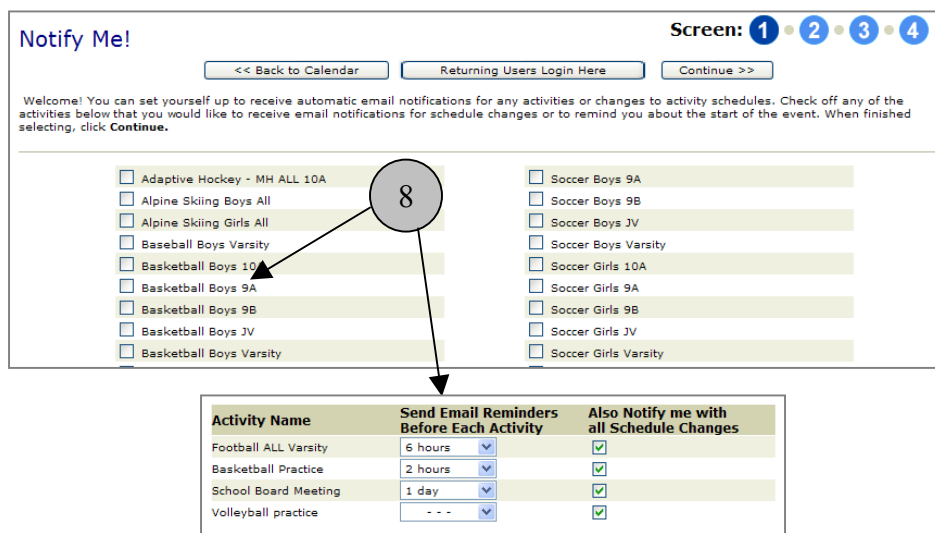 Notify Me!
Screen: 1 2 3 4
<< Back to Calendar
Returning Users Login Here
Continue >>
Welcome! You can set yourself up to receive automatic email notifications for any activities or changes to activity schedules. Check off any of the
activities below that you would like to receive email notifications for schedule changes or to remind you about the start of the event. When finished
selecting, click Continue.
Adaptive Hockey - MH ALL 10A
Alpine Skiing Boys All
Alpine Skiing Girls All
Baseball Boys Varsity
Basketball Boys 10A
Basketball Boys 9A
Basketball Boys 9B
Basketball Boys JV
Basketball Boys Varsity
8
Soccer Boys 9A
Soccer Boys 9B
Soccer Boys JV
Soccer Boys Varsity
Soccer Girls 10A
Soccer Girls 9A
Soccer Girls 9B
Soccer Girls JV
Soccer Girls Varsity
Activity Name
Send Email Reminders
Before Each Activity
Also Notify me with
all Schedule Changes
Football ALL Varsity 6 hours
Basketball Practice 2 hours
School Board Meeting 1 day
Volleyball practice - - -